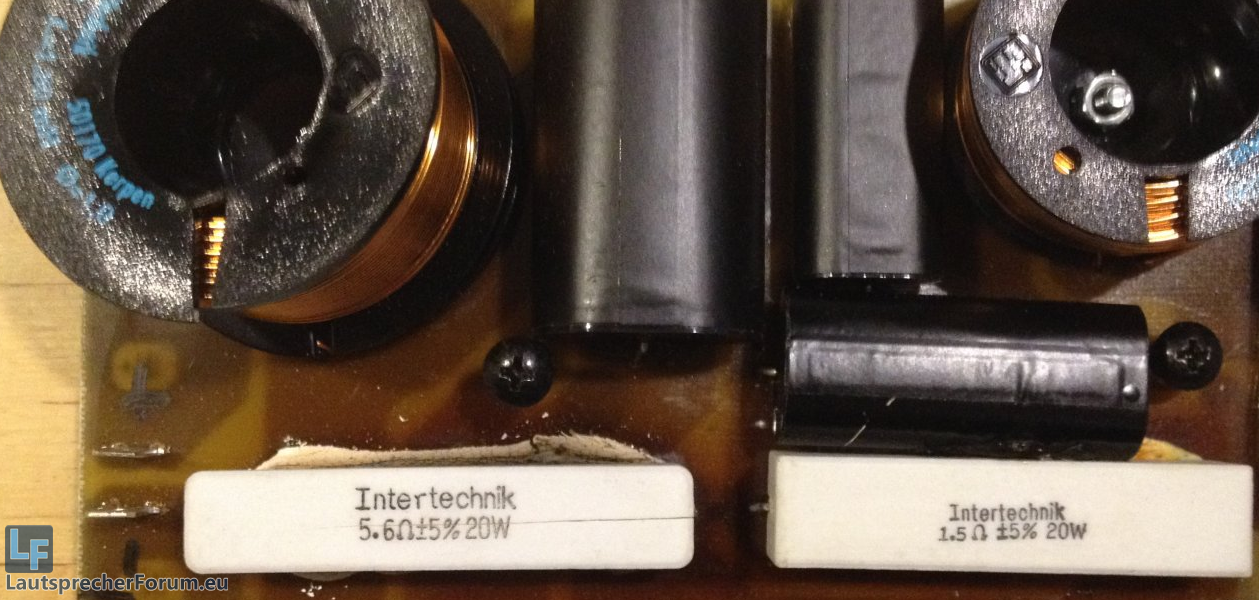 50170 Kerpen
Intertechnik
5.6Ω±5% 20W
Intertechnik
1.5Ω ±5% 20W
LF
LautsprecherForum.eu